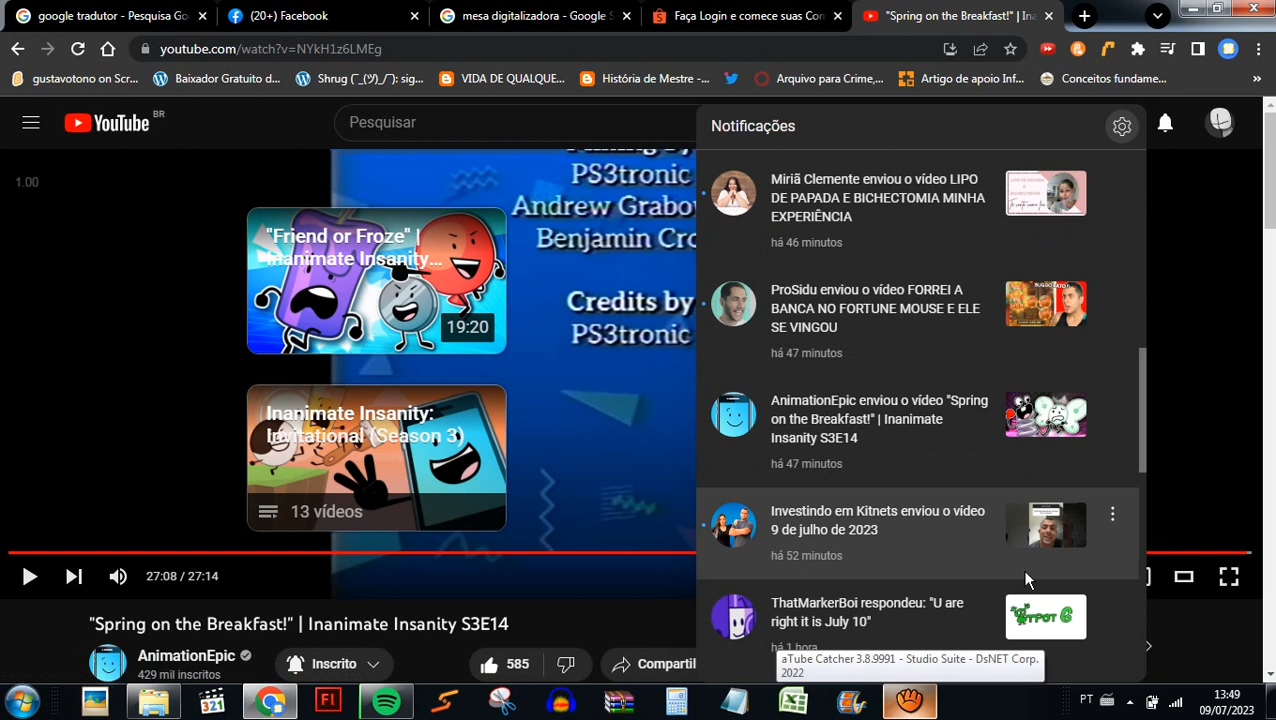 google tradutor - Pesquisa Go
(20+) Facebook
Faça Login e comece suas Con
"Spring on the Breakfast!" | Ina
youtube.com/watch?v=NYkH1z6LMEg
gustavotono on Scr...
Baixador Gratuito d...
Shrug (¯_(ツ)_/¯): sig...
VIDA DE QUALQUE...
História de Mestre -...
Arquivo para Crime,...
Artigo de apoio Inf...
Conceitos fundame...
»
YouTube BR
Pesquisar
Notificações
1.00
PS3tronic
Andrew Grabov
Benjamin Cro
Credits by
PS3tronic
"Friend or Froze" |
Inanimate Insanity...
19:20
Inanimate Insanity:
Invitational (Season 3)
13 vídeos
Miriã Clemente enviou o vídeo LIPO
DE PAPADA E BICHECTOMIA MINHA
EXPERIÊNCIA
há 46 minutos
ProSidu enviou o vídeo FORREI A
BANCA NO FORTUNE MOUSE E ELE
SE VINGOU
há 47 minutos
AnimationEpic enviou o vídeo "Spring
on the Breakfast!" | Inanimate
Insanity S3E14
há 47 minutos
Investindo em Kitnets enviou o vídeo
9 de julho de 2023
há 52 minutos
ThatMarkerBoi respondeu: "U are
right it is July 10"
há 1 hora
TPOT 6
27:08 / 27:14
"Spring on the Breakfast!" | Inanimate Insanity S3E14
AnimationEpic
429 mil inscritos
Inscrito
585
Compartil
aTube Catcher 3.8.9991 - Studio Suite - DsNET Corp.
2022
321
Fl
PT
13:49
09/07/2023